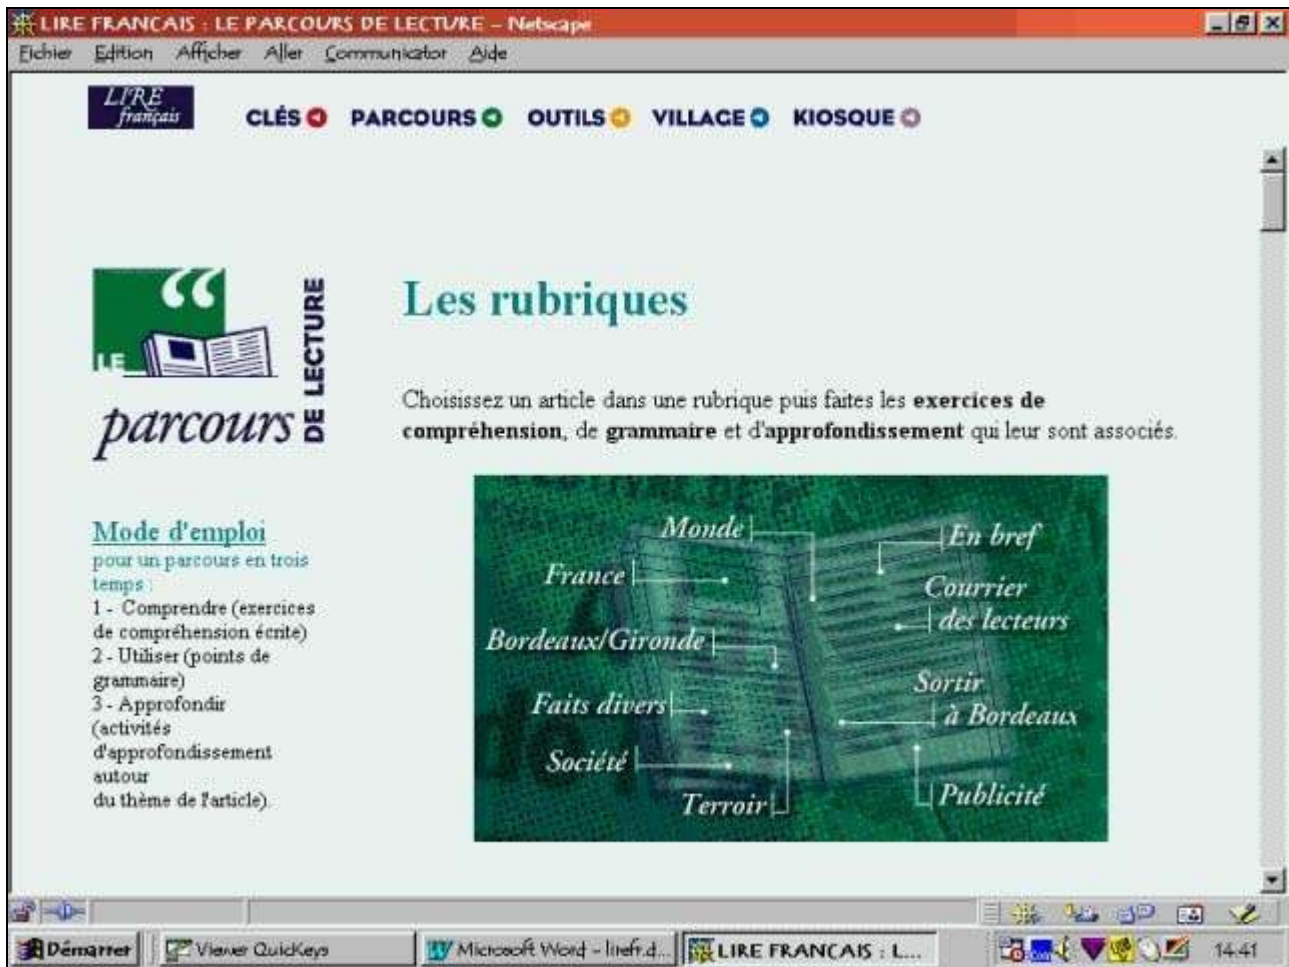 LIRE FRANCAIS : LE PARCOURS DE LECTURE - Netscape
Fichier Edition Afficher Aller Communicator Aide
LIRE
français
CLÉS PARCOURS OUTILS VILLAGE KIOSQUE
LE
parcours
DE LECTURE
Mode d'emploi
pour un parcours en trois
temps :
1 - Comprendre (exercices
de compréhension écrite)
2 - Utiliser (points de
grammaire)
3 - Approfondir
(activités
d'approfondissement
autour
du thème de l'article).
Les rubriques
Choisissez un article dans une rubrique puis faites les exercices de
compréhension, de grammaire et d'approfondissement qui leur sont associés.
Monde
France
Bordeaux/Gironde
Faits divers
Société
Terroir
En bref
Courrier
des lecteurs
Sortir
à Bordeaux
Publicité
Démarrer Viewer QuicKeys Microsoft Word - lirefr.d... LIRE FRANCAIS : L... 14:41